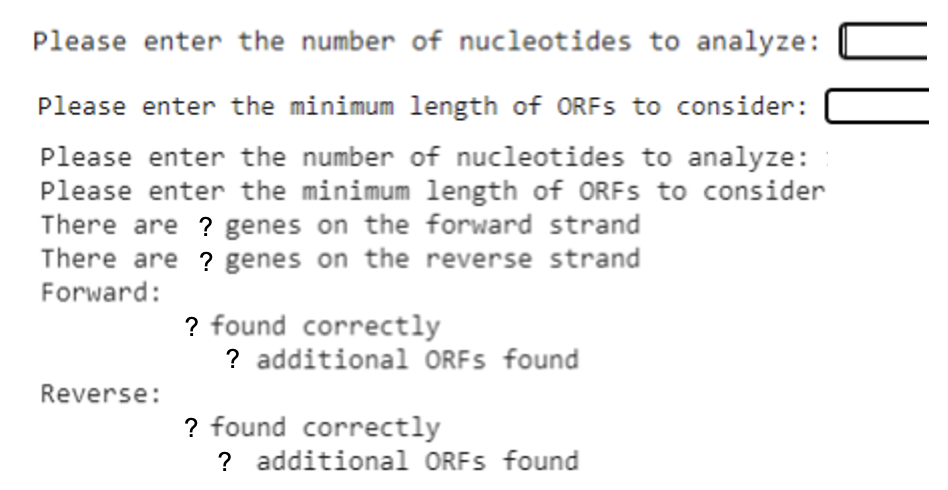 Please enter the number of nucleotides to analyze:
Please enter the minimum length of ORFs to consider:
Please enter the number of nucleotides to analyze:
Please enter the minimum length of ORFs to consider
There are ? genes on the forward strand
There are ? genes on the reverse strand
Forward:
? found correctly
? additional ORFs found
Reverse:
? found correctly
? additional ORFs found